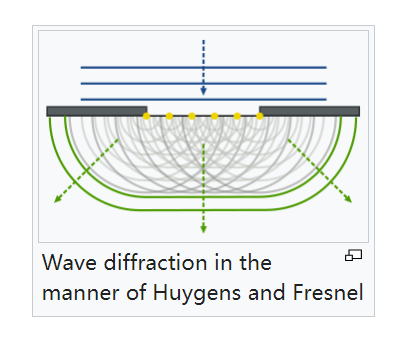 Wave diffraction in the
manner of Huygens and Fresnel